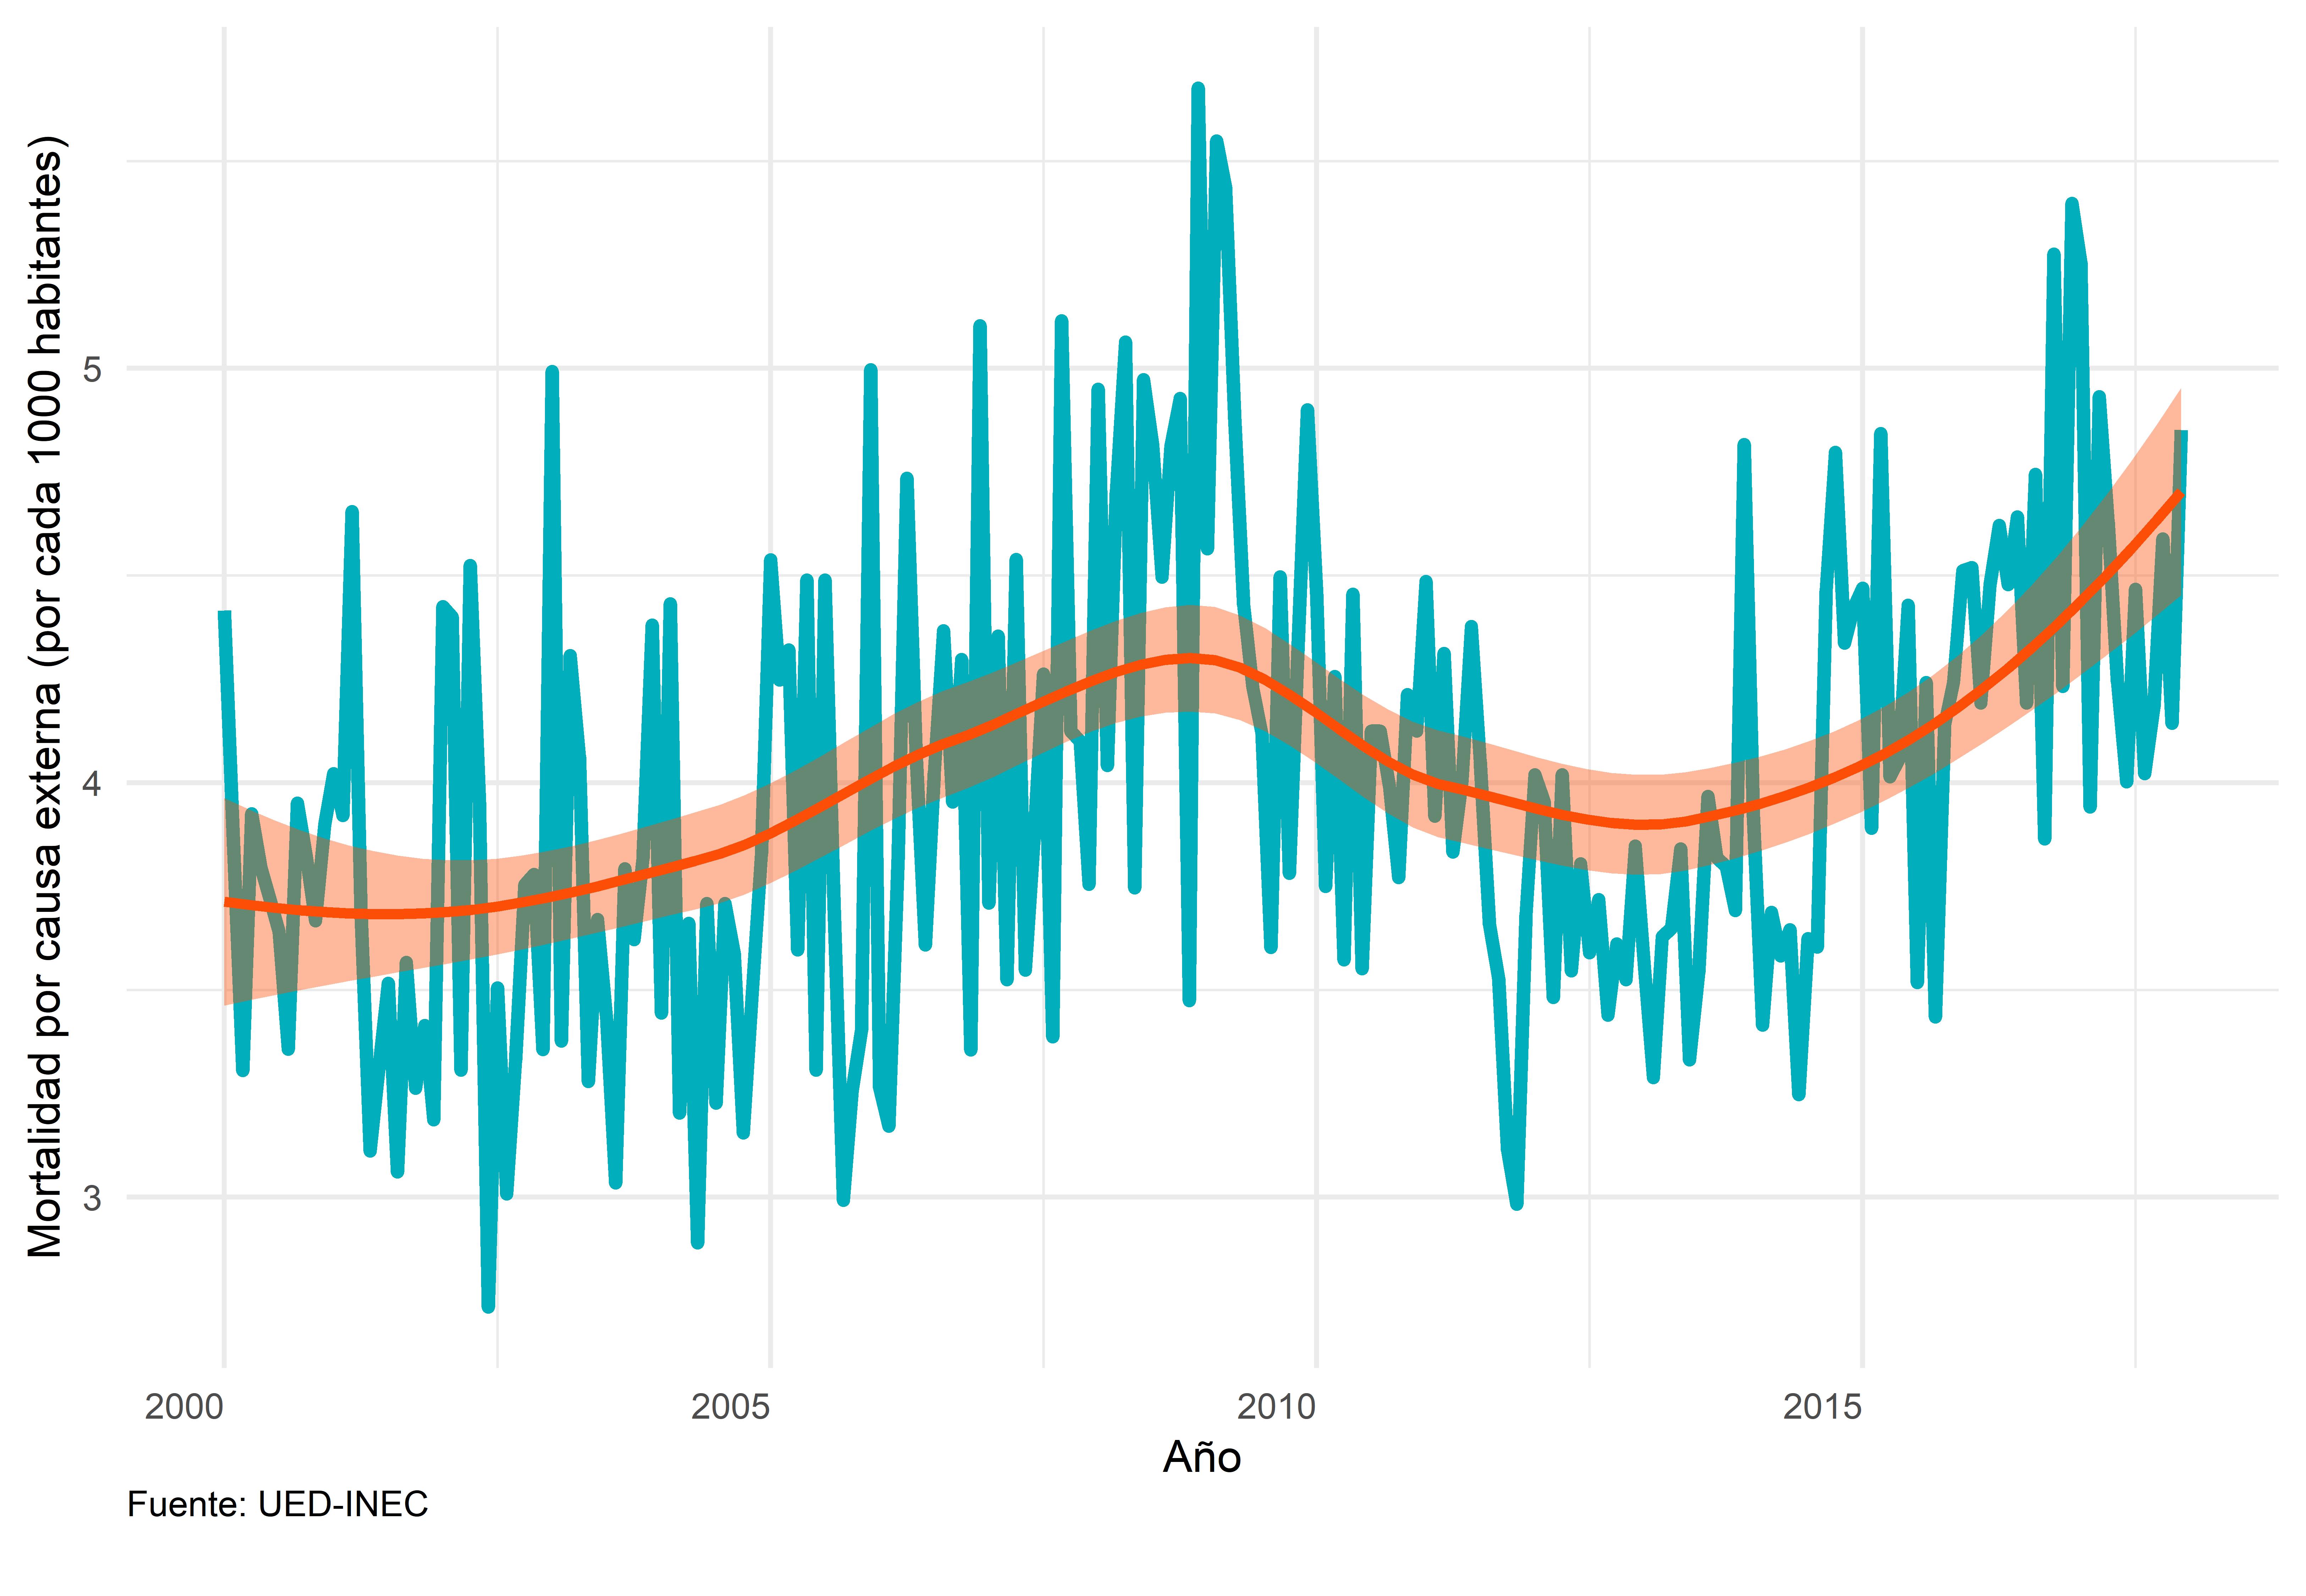 Mortalidad por causa externa (por cada 1000 habitantes)
5
4
3
2000 2005 2010 2015
Año
Fuente: UED-INEC